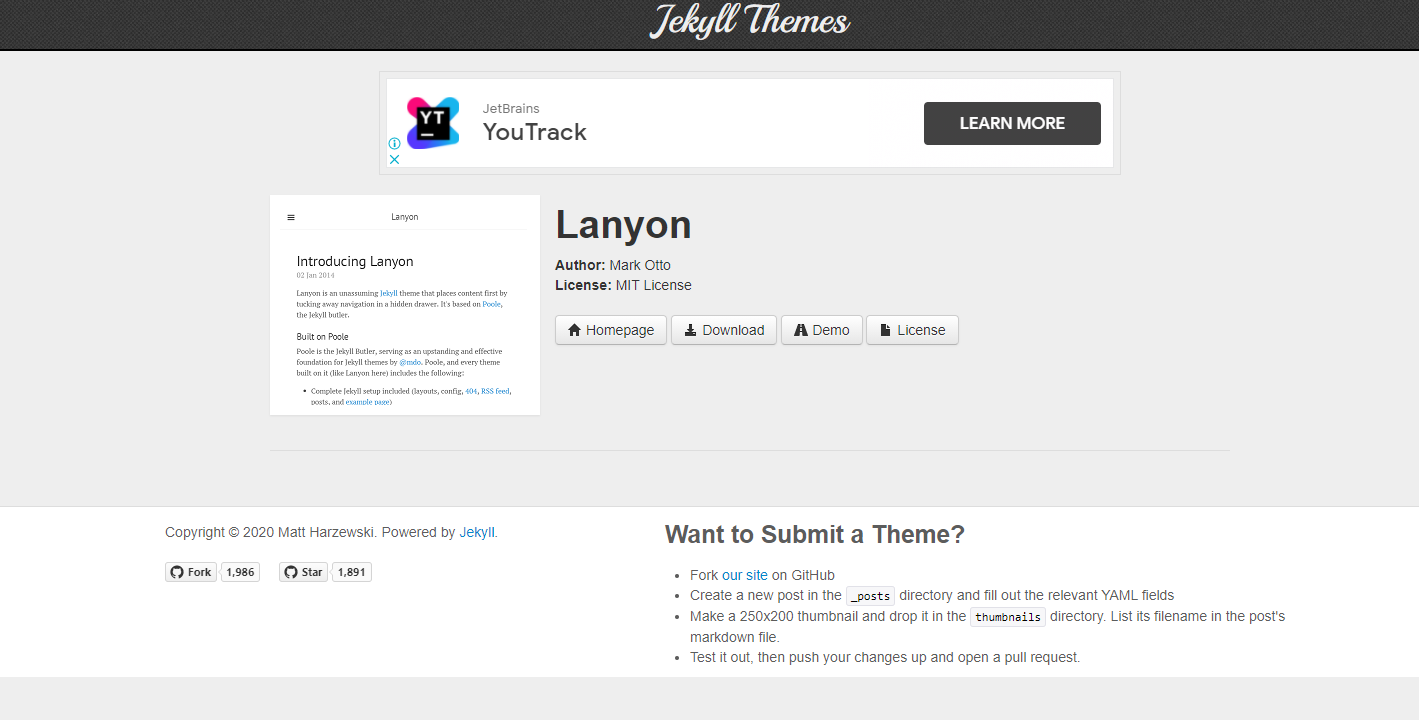 Jekyll Themes
YT
JetBrains
YouTrack
LEARN MORE
Lanyon
Introducing Lanyon
02 Jan 2014
Lanyon is an unassuming Jekyll theme that places content first by
tucking away navigation in a hidden drawer. It's based on Poole,
the Jekyll butler.
Built on Poole
Poole is the Jekyll Butler, serving as an upstanding and effective
foundation for Jekyll themes by @mdo. Poole, and every theme
built on it (like Lanyon here) includes the following:
• Complete Jekyll setup included (layouts, config, 404, RSS feed,
posts, and example page)
Lanyon
Author: Mark Otto
License: MIT License
Homepage Download Demo License
Copyright © 2020 Matt Harzewski. Powered by Jekyll.
Fork 1,986 Star 1,891
Want to Submit a Theme?
• Fork our site on GitHub
• Create a new post in the _posts directory and fill out the relevant YAML fields
• Make a 250x200 thumbnail and drop it in the thumbnails directory. List its filename in the post's
markdown file.
• Test it out, then push your changes up and open a pull request.